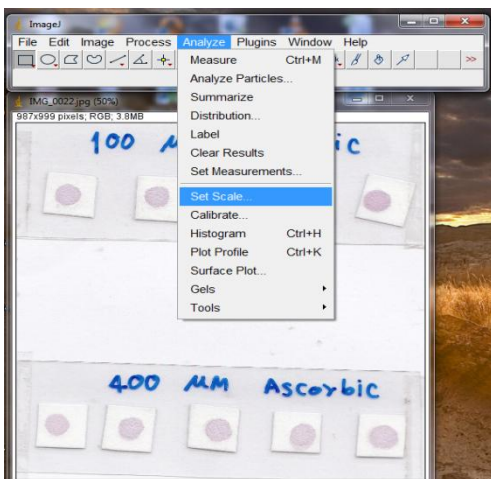 ImageJ
File Edit Image Process Analyze Plugins Window Help
>>
Measure Ctrl+M
Analyze Particles...
Summarize
Distribution...
Label
Clear Results
Set Measurements...
Set Scale...
Calibrate...
Histogram Ctrl+H
Plot Profile Ctrl+K
Surface Plot...
Gels
Tools
IMG_0022.jpg (50%)
987x999 pixels; RGB; 3.8MB
100
ic
400 μM Ascorbic